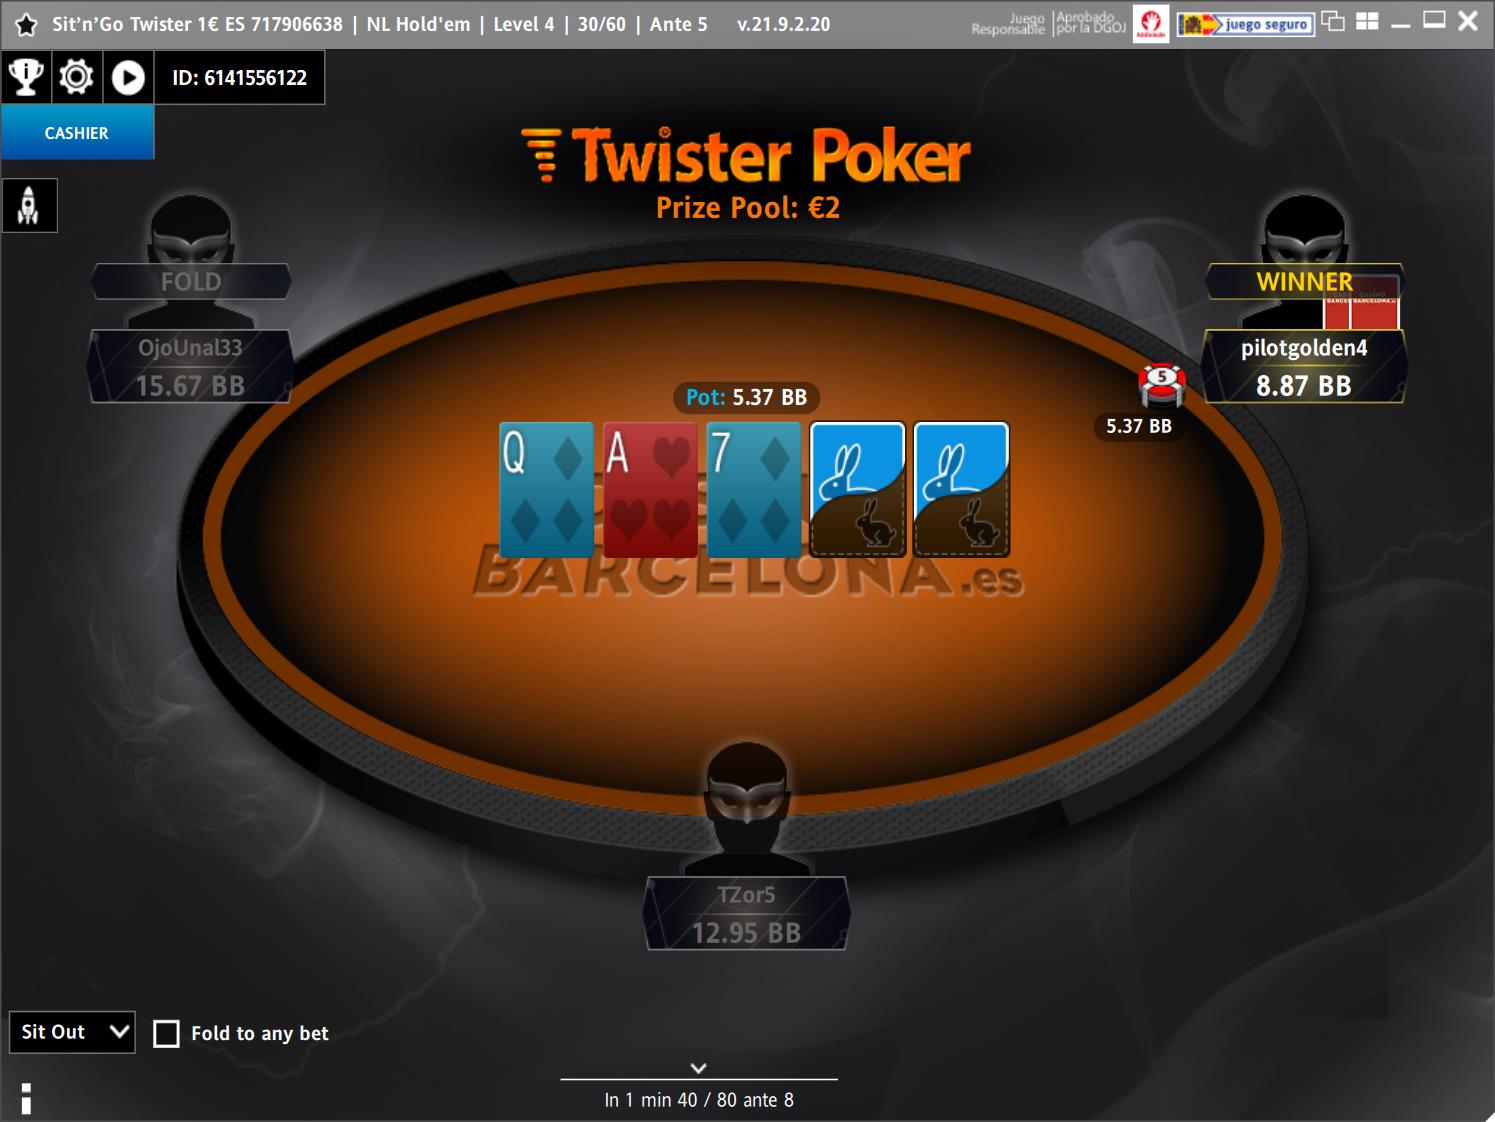 Sit’n’Go Twister 1€ ES 717906638 | NL Hold'em | Level 4 | 30/60 | Ante 5 v.21.9.2.20
Juego Responsable
Aprobado por la DGOJ
juego seguro
ID: 6141556122
CASHIER
Twister Poker
Prize Pool: €2
FOLD
OjoUnal33
15.67 BB
WINNER
pilotgolden4
8.87 BB
5
5.37 BB
Pot: 5.37 BB
Q A 7
BARCELONA.es
TZor5
12.95 BB
Sit Out
Fold to any bet
In 1 min 40 / 80 ante 8